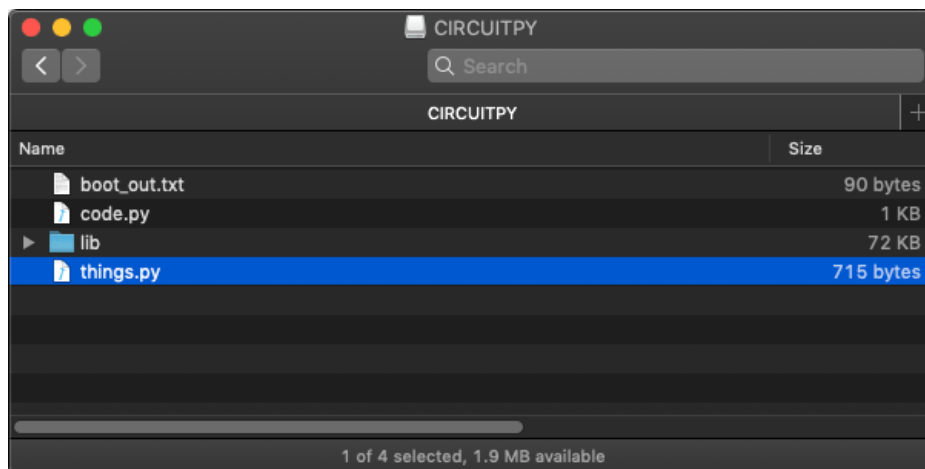 CIRCUITPY
Search
CIRCUITPY
Name Size
boot_out.txt 90 bytes
code.py 1 KB
lib 72 KB
things.py 715 bytes
1 of 4 selected, 1.9 MB available